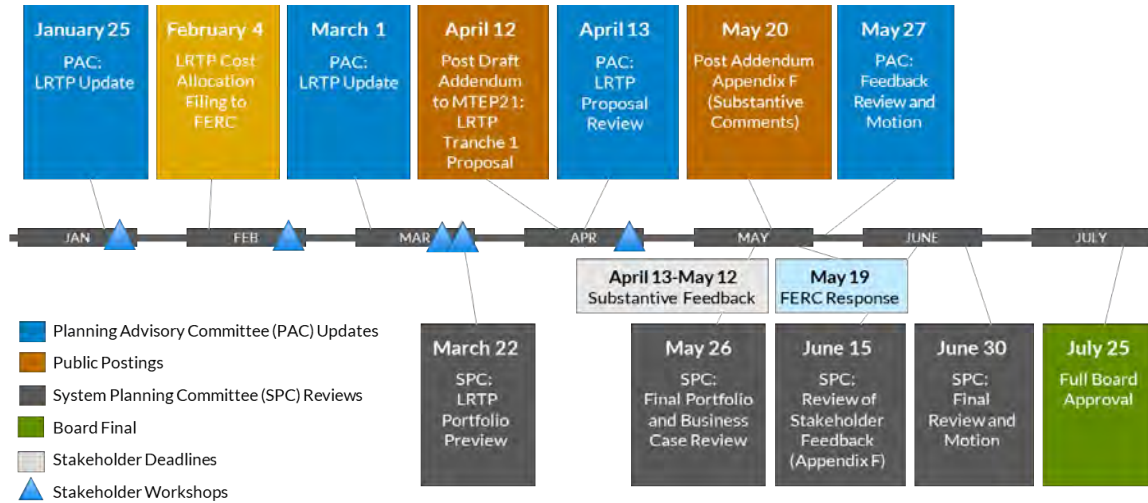 January 25
PAC:
LRTP Update
February 4
LRTP Cost
Allocation
Filing to
FERC
March 1
PAC:
LRTP Update
April 12
Post Draft
Addendum
to MTEP21:
LRTP
Tranche 1
Proposal
April 13
PAC:
LRTP
Proposal
Review
May 20
Post Addendum
Appendix F
(Substantive
Comments)
May 27
PAC:
Feedback
Review and
Motion
JAN
FEB
MAR
APR
MAY
JUNE
JULY
April 13-May 12
Substantive Feedback
May 19
FERC Response
March 22
SPC:
LRTP
Portfolio
Preview
May 26
SPC:
Final Portfolio
and Business
Case Review
June 15
SPC:
Review of
Stakeholder
Feedback
(Appendix F)
June 30
SPC:
Final
Review and
Motion
July 25
Full Board
Approval
Planning Advisory Committee (PAC) Updates
Public Postings
System Planning Committee (SPC) Reviews
Board Final
Stakeholder Deadlines
Stakeholder Workshops